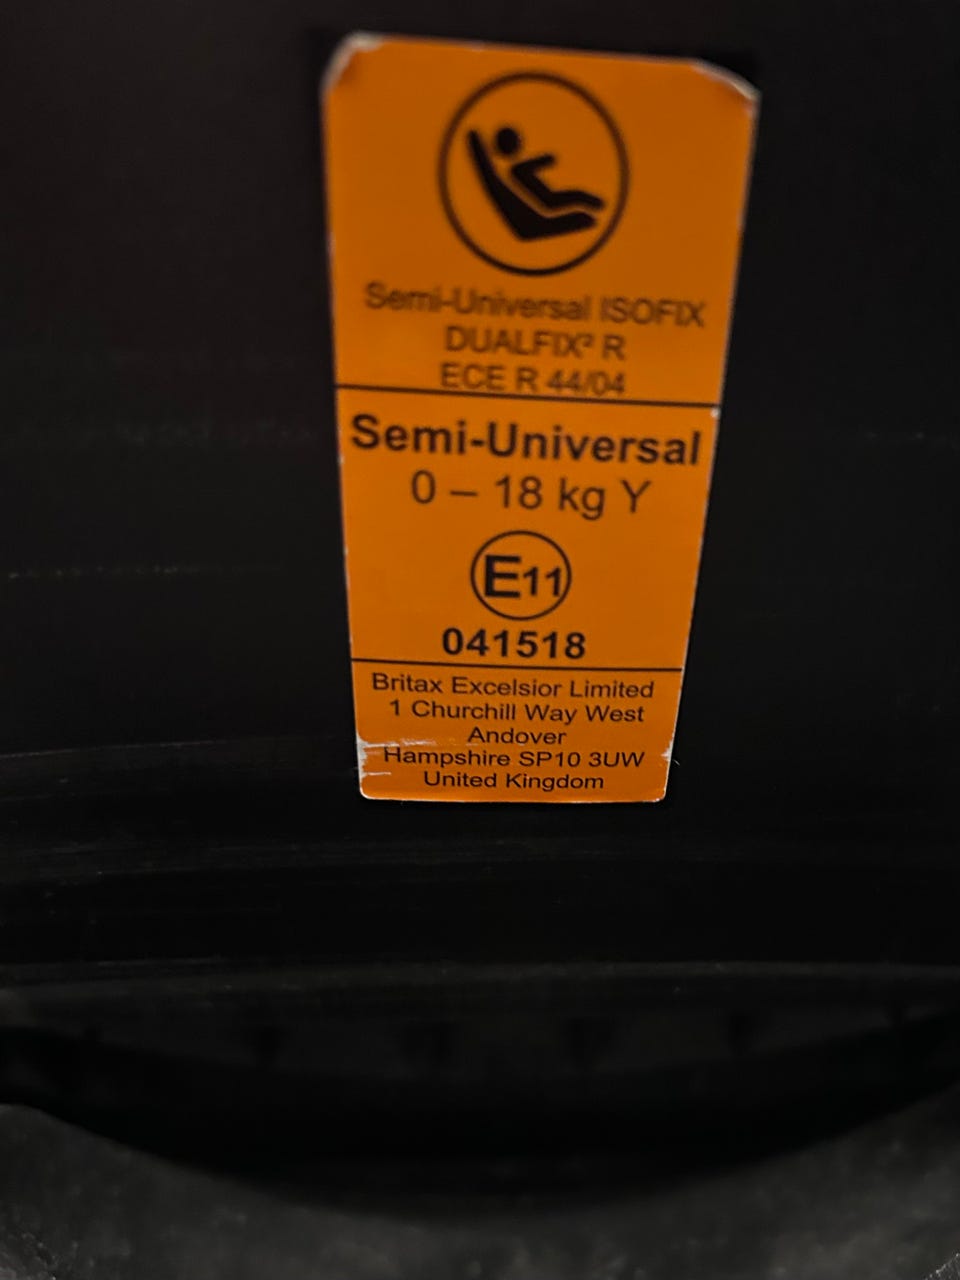 Semi-Universal ISOFIX
DUALFIX² R
ECE R 44/04
Semi-Universal
0 – 18 kg Y
E11
041518
Britax Excelsior Limited
1 Churchill Way West
Andover
Hampshire SP10 3UW
United Kingdom